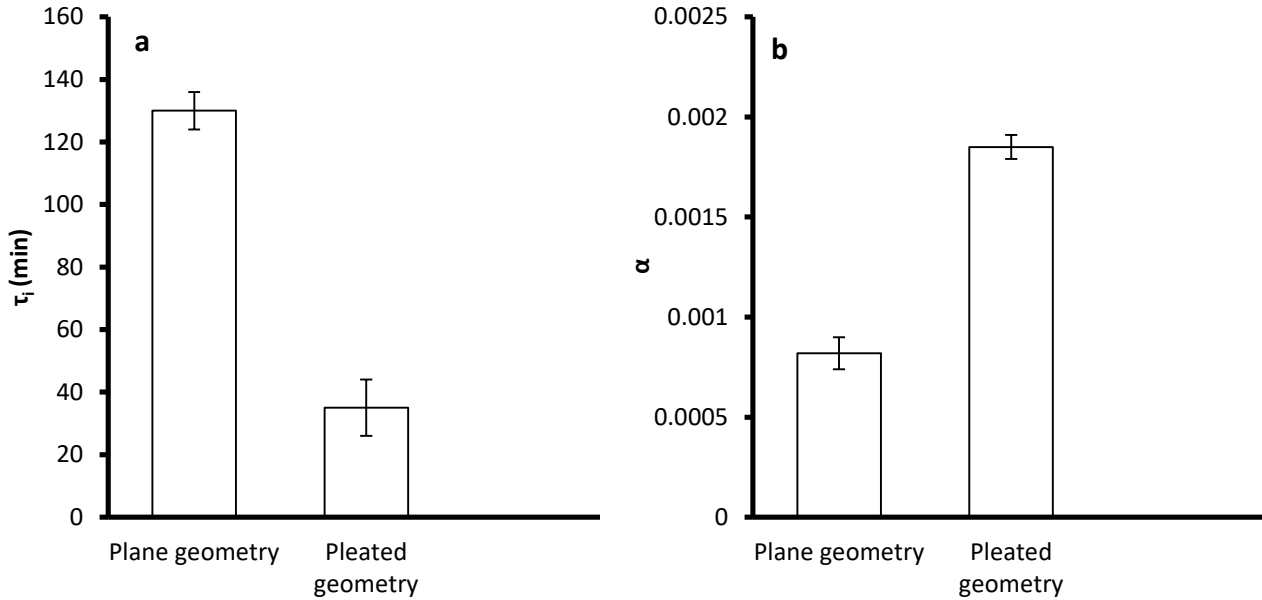 a
160
140
120
100
80
60
40
20
0
τi (min)
Plane geometry
Pleated
geometry
b
0.0025
0.002
0.0015
0.001
0.0005
0
α
Plane geometry
Pleated
geometry